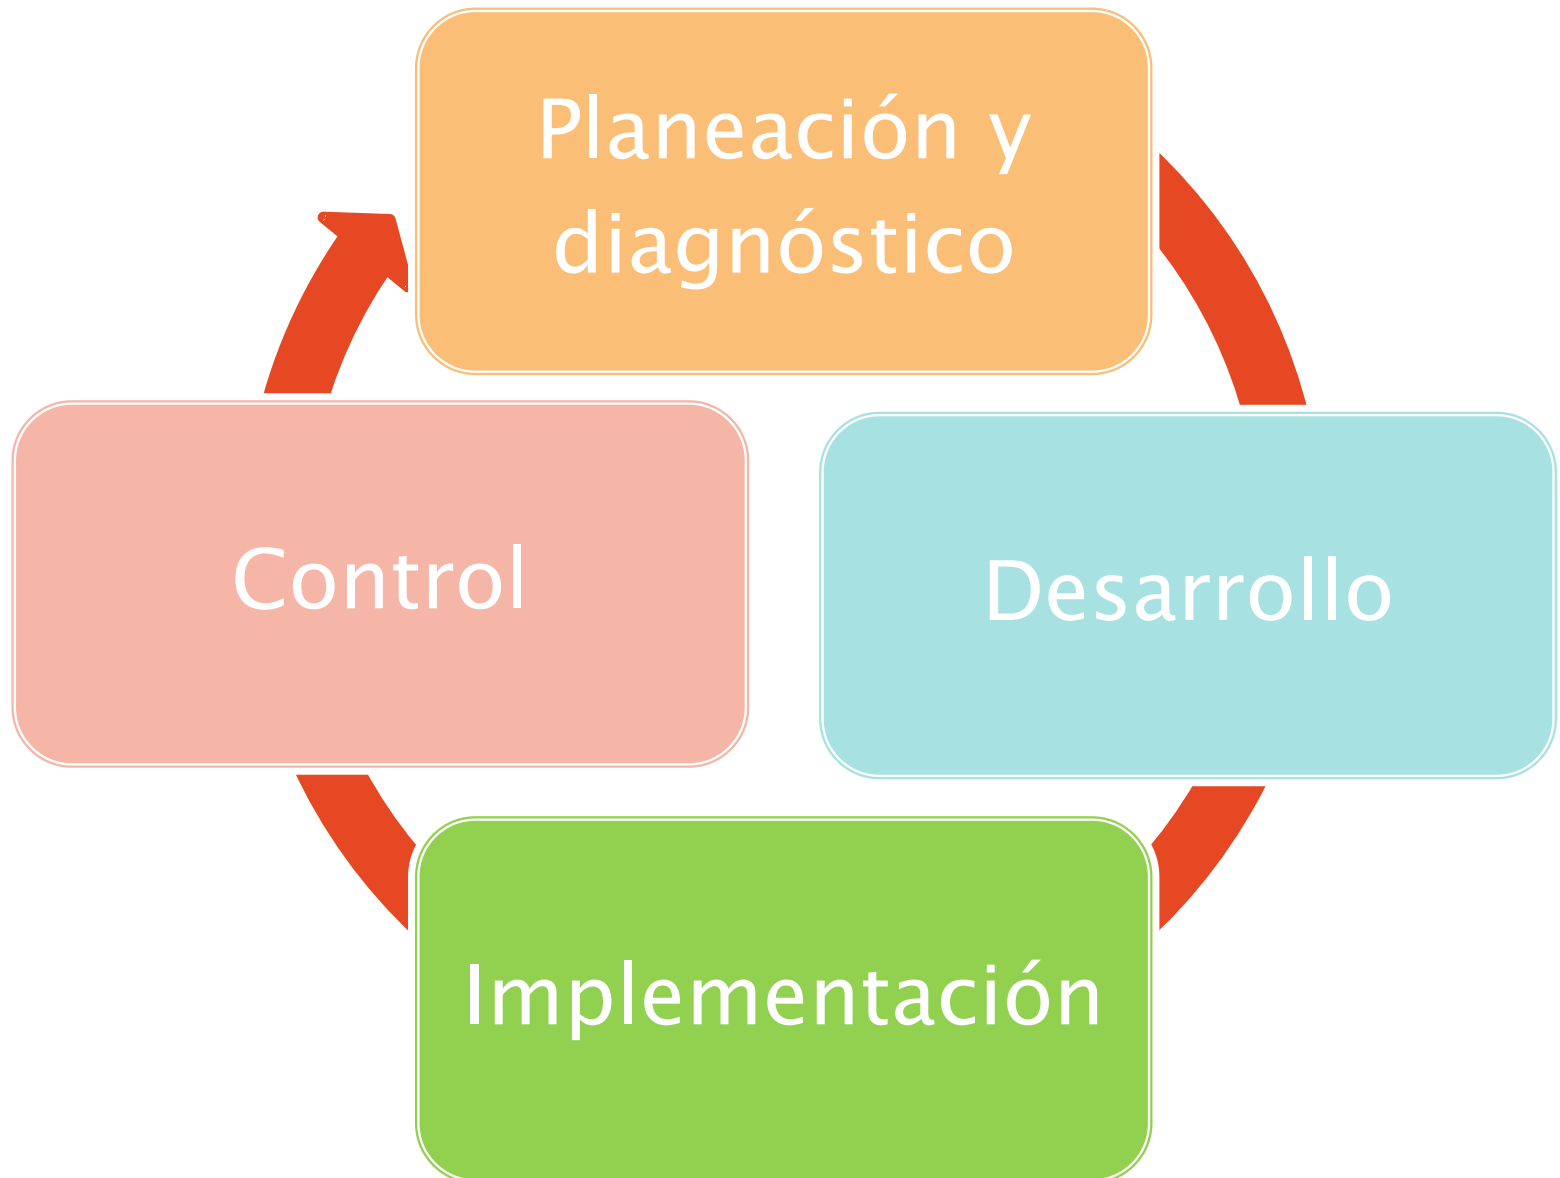 Planeación y
diagnóstico
Control
Desarrollo
Implementación